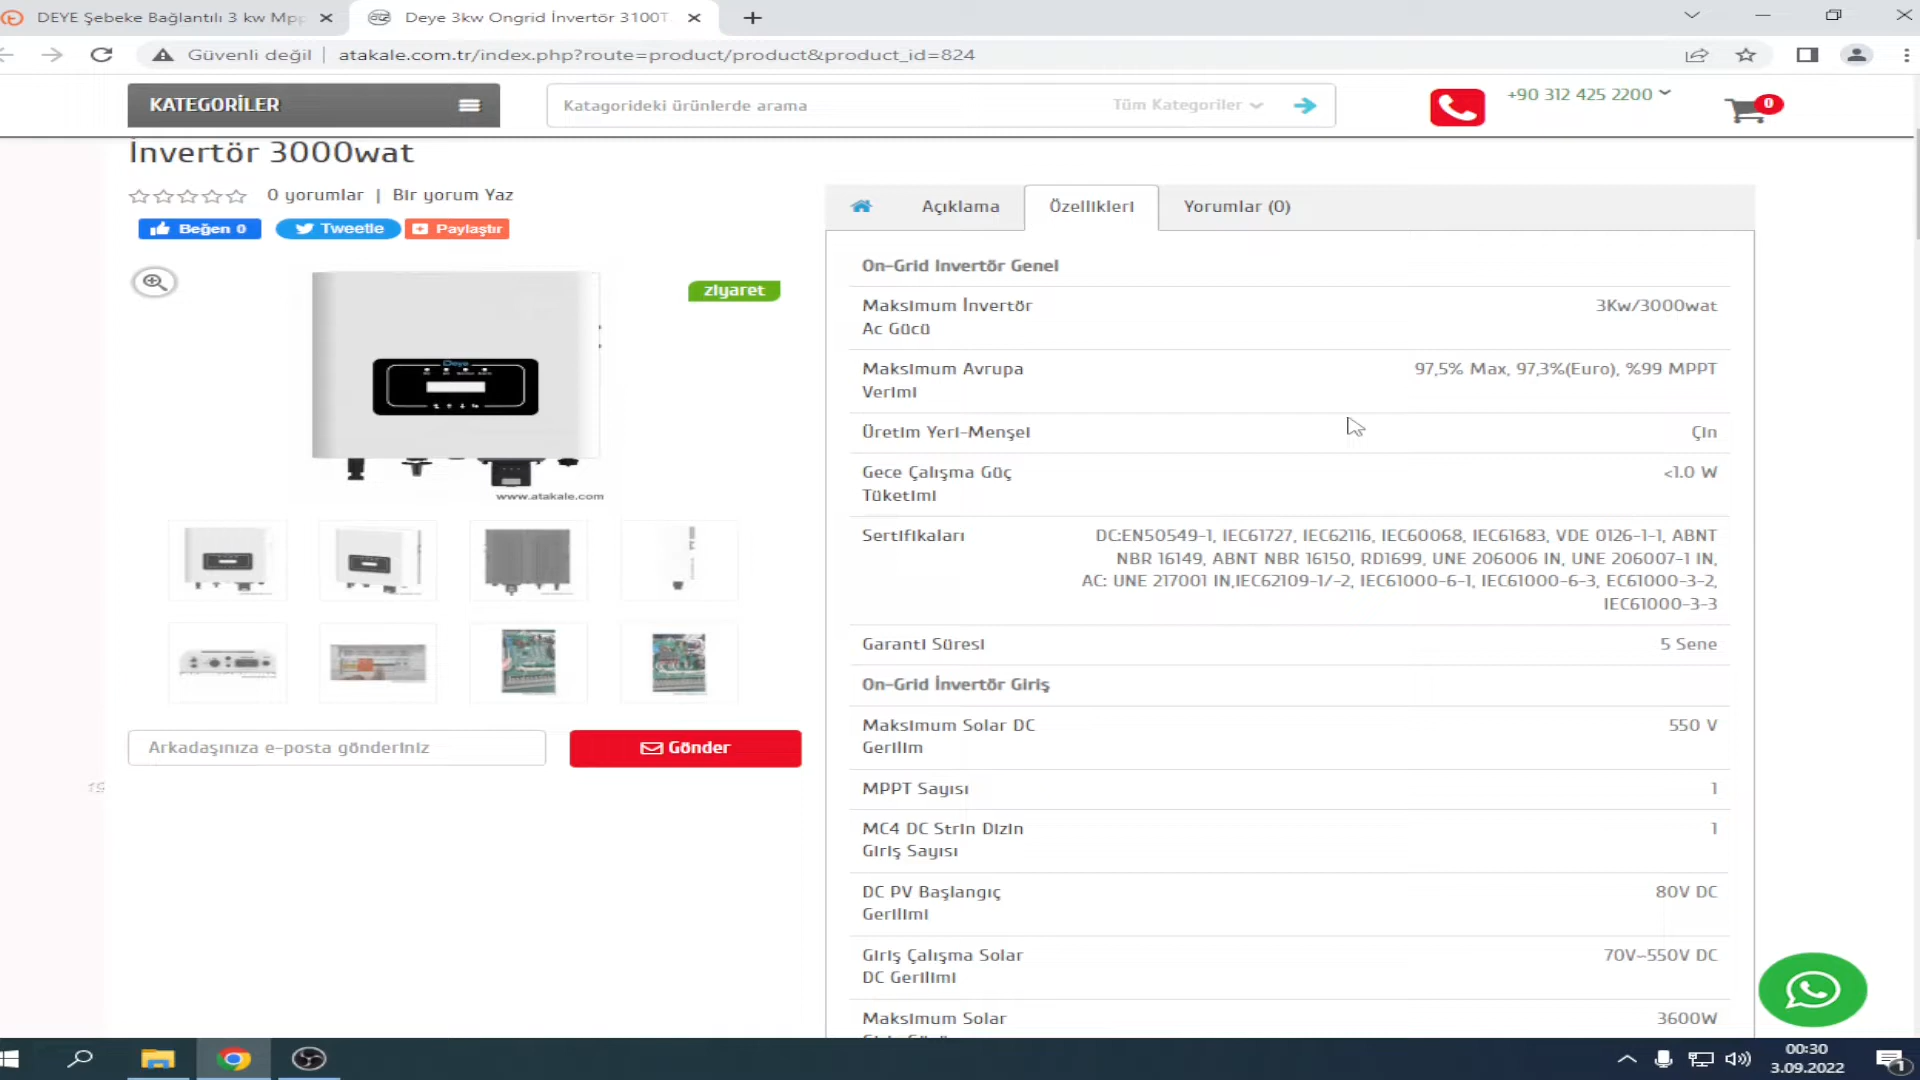 DEYE Şebeke Bağlantılı 3 kw Mpp
Deye 3kw Ongrid İnvertör 3100T
Güvenli değil
atakale.com.tr/index.php?route=product/product&product_id=824
KATEGORİLER
Katagorideki ürünlerde arama
Tüm Kategoriler
+90 312 425 2200
0
İnvertör 3000wat
0 yorumlar | Bir yorum Yaz
Beğen 0
Tweetle
Paylaştır
ziyaret
Deye
www.atakale.com
Arkadaşınıza e-posta gönderiniz
Gönder
19
Açıklama
Özellikleri
Yorumlar (0)
On-Grid Invertör Genel
Maksimum İnvertör
Ac Gücü
3Kw/3000wat
Maksimum Avrupa
Verimi
97,5% Max, 97,3%(Euro), %99 MPPT
Üretim Yeri-Menşei
Çin
Gece Çalışma Güç
Tüketimi
<1.0 W
Sertifikaları
DC:EN50549-1, IEC61727, IEC62116, IEC60068, IEC61683, VDE 0126-1-1, ABNT
NBR 16149, ABNT NBR 16150, RD1699, UNE 206006 IN, UNE 206007-1 IN,
AC: UNE 217001 IN,IEC62109-1/-2, IEC61000-6-1, IEC61000-6-3, EC61000-3-2,
IEC61000-3-3
Garanti Süresi
5 Sene
On-Grid İnvertör Giriş
Maksimum Solar DC
Gerilim
550 V
MPPT Sayısı
1
MC4 DC Strin Dizin
Giriş Sayısı
1
DC PV Başlangıç
Gerilimi
80V DC
Giriş Çalışma Solar
DC Gerilimi
70V~550V DC
Maksimum Solar
3600W
00:30
3.09.2022
1